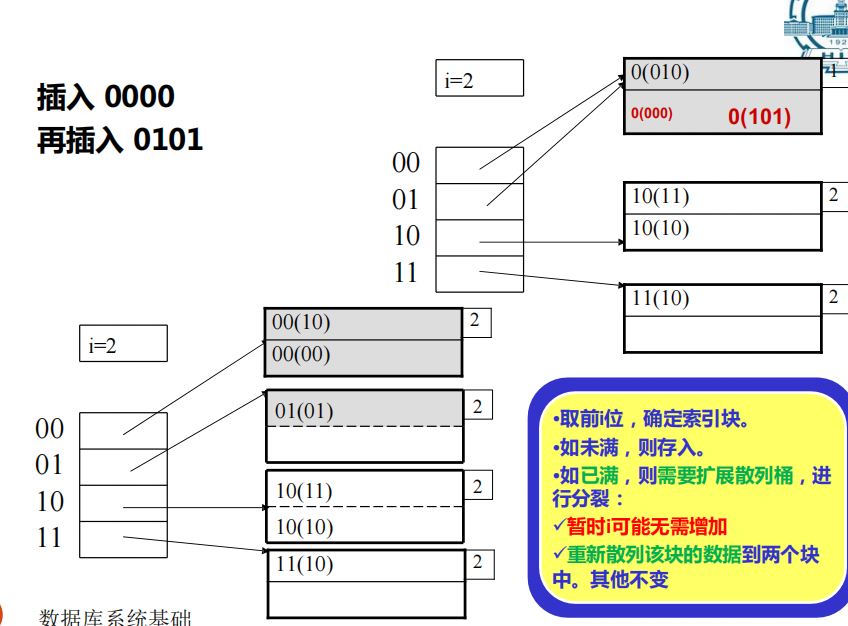 插入 0000
再插入 0101
i=2
00
01
10
11
0(010)
1
0(000) 0(101)
10(11)
2
10(10)
11(10)
2
i=2
00
01
10
11
00(10)
2
00(00)
01(01)
2
10(11)
2
10(10)
11(10)
2
•取前i位，确定索引块。
•如未满，则存入。
•如已满，则需要扩展散列桶，进
行分裂：
✓暂时i可能无需增加
✓重新散列该块的数据到两个块
中。其他不变
数据库系统基础